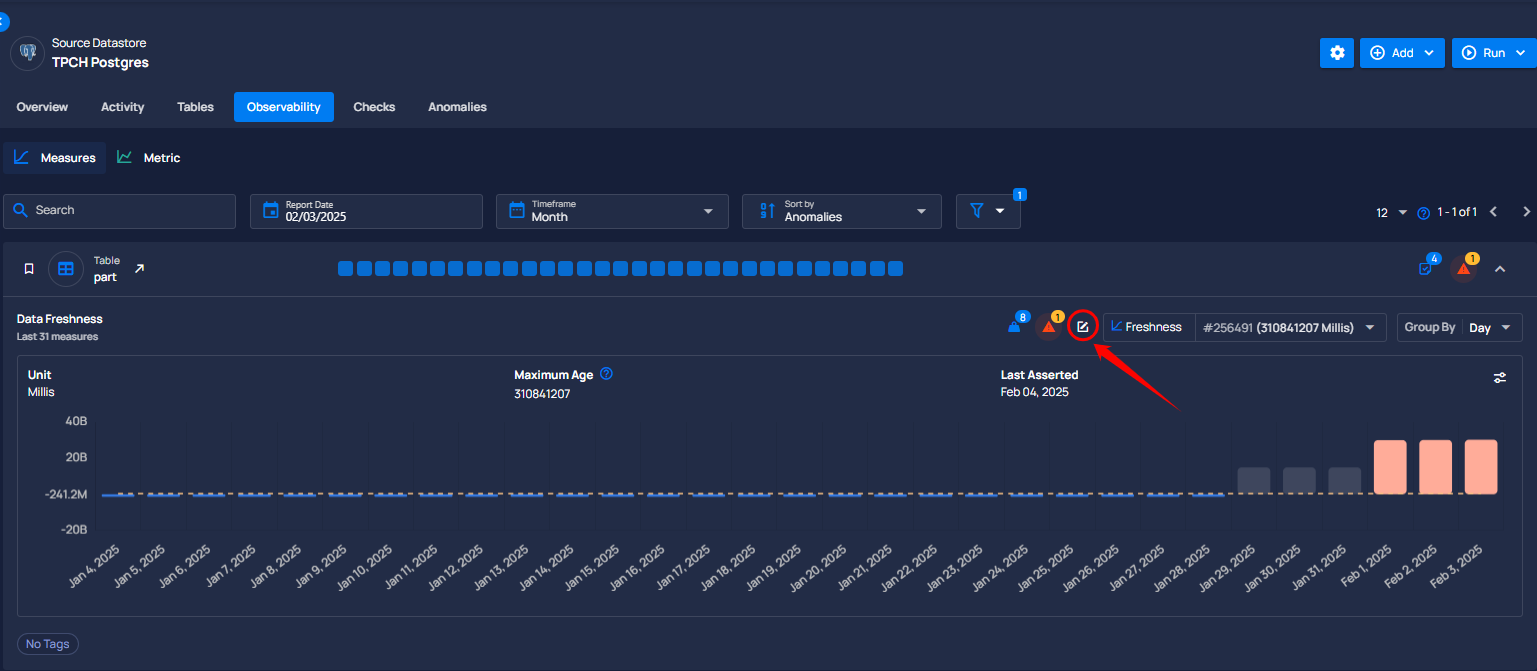 Source Datastore
TPCH Postgres
Add
Run
Overview
Activity
Tables
Observability
Checks
Anomalies
Measures
Metric
Search
Report Date
02/03/2025
Timeframe
Month
Sort by
Anomalies
1
12
1 - 1 of 1
Table
part
4
1
Data Freshness
Last 31 measures
8
1
Freshness
#256491 (310841207 Millis)
Group By
Day
Unit
Millis
Maximum Age
310841207
Last Asserted
Feb 04, 2025
40B
20B
-241.2M
-20B
Jan 4, 2025
Jan 5, 2025
Jan 6, 2025
Jan 7, 2025
Jan 8, 2025
Jan 9, 2025
Jan 10, 2025
Jan 11, 2025
Jan 12, 2025
Jan 13, 2025
Jan 14, 2025
Jan 15, 2025
Jan 16, 2025
Jan 17, 2025
Jan 18, 2025
Jan 19, 2025
Jan 20, 2025
Jan 21, 2025
Jan 22, 2025
Jan 23, 2025
Jan 24, 2025
Jan 25, 2025
Jan 26, 2025
Jan 27, 2025
Jan 28, 2025
Jan 29, 2025
Jan 30, 2025
Jan 31, 2025
Feb 1, 2025
Feb 2, 2025
Feb 3, 2025
No Tags